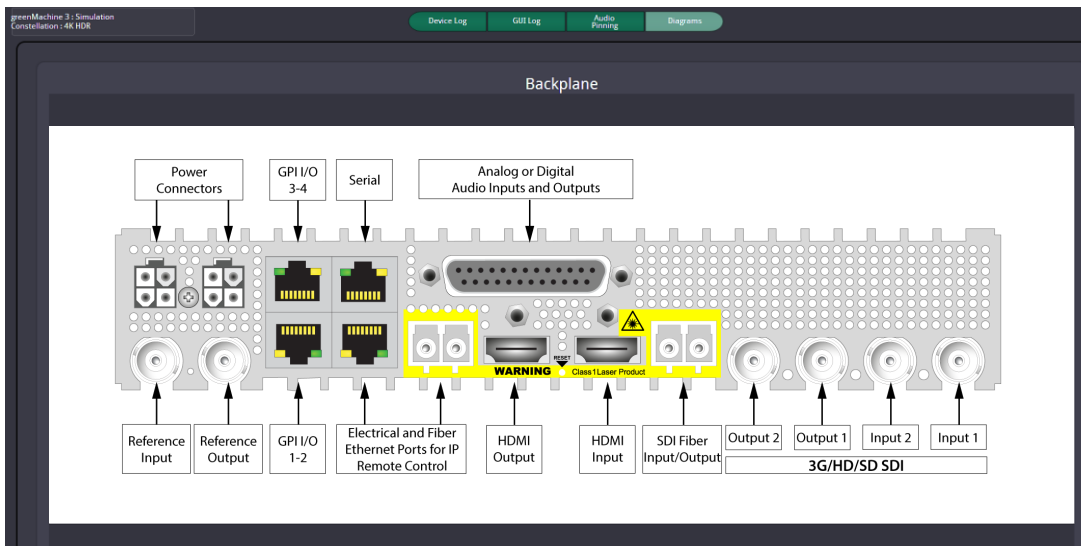 greenMachine 3 : Simulation
Constellation : 4K HDR
Device Log
GUI Log
Audio
Pinning
Diagrams
Backplane
Power
Connectors
GPI I/O
3-4
Serial
Analog or Digital
Audio Inputs and Outputs
RESET
WARNING
Class1Laser Product
Reference
Input
Reference
Output
GPI I/O
1-2
Electrical and Fiber
Ethernet Ports for IP
Remote Control
HDMI
Output
HDMI
Input
SDI Fiber
Input/Output
Output 2
Output 1
Input 2
Input 1
3G/HD/SD SDI